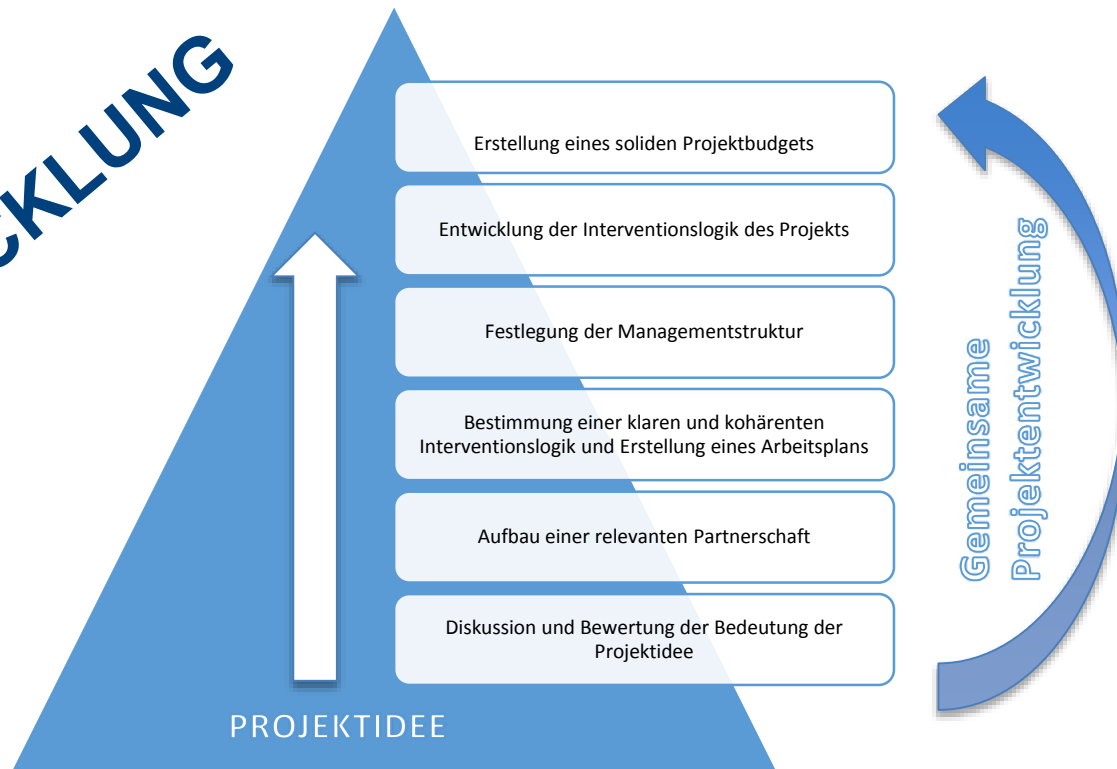 CKLUNG
Erstellung eines soliden Projektbudgets
Entwicklung der Interventionslogik des Projekts
Festlegung der Managementstruktur
Bestimmung einer klaren und kohärenten
Interventionslogik und Erstellung eines Arbeitsplans
Aufbau einer relevanten Partnerschaft
Diskussion und Bewertung der Bedeutung der
Projektidee
PROJEKTIDEE
Gemeinsame
Projektentwicklung